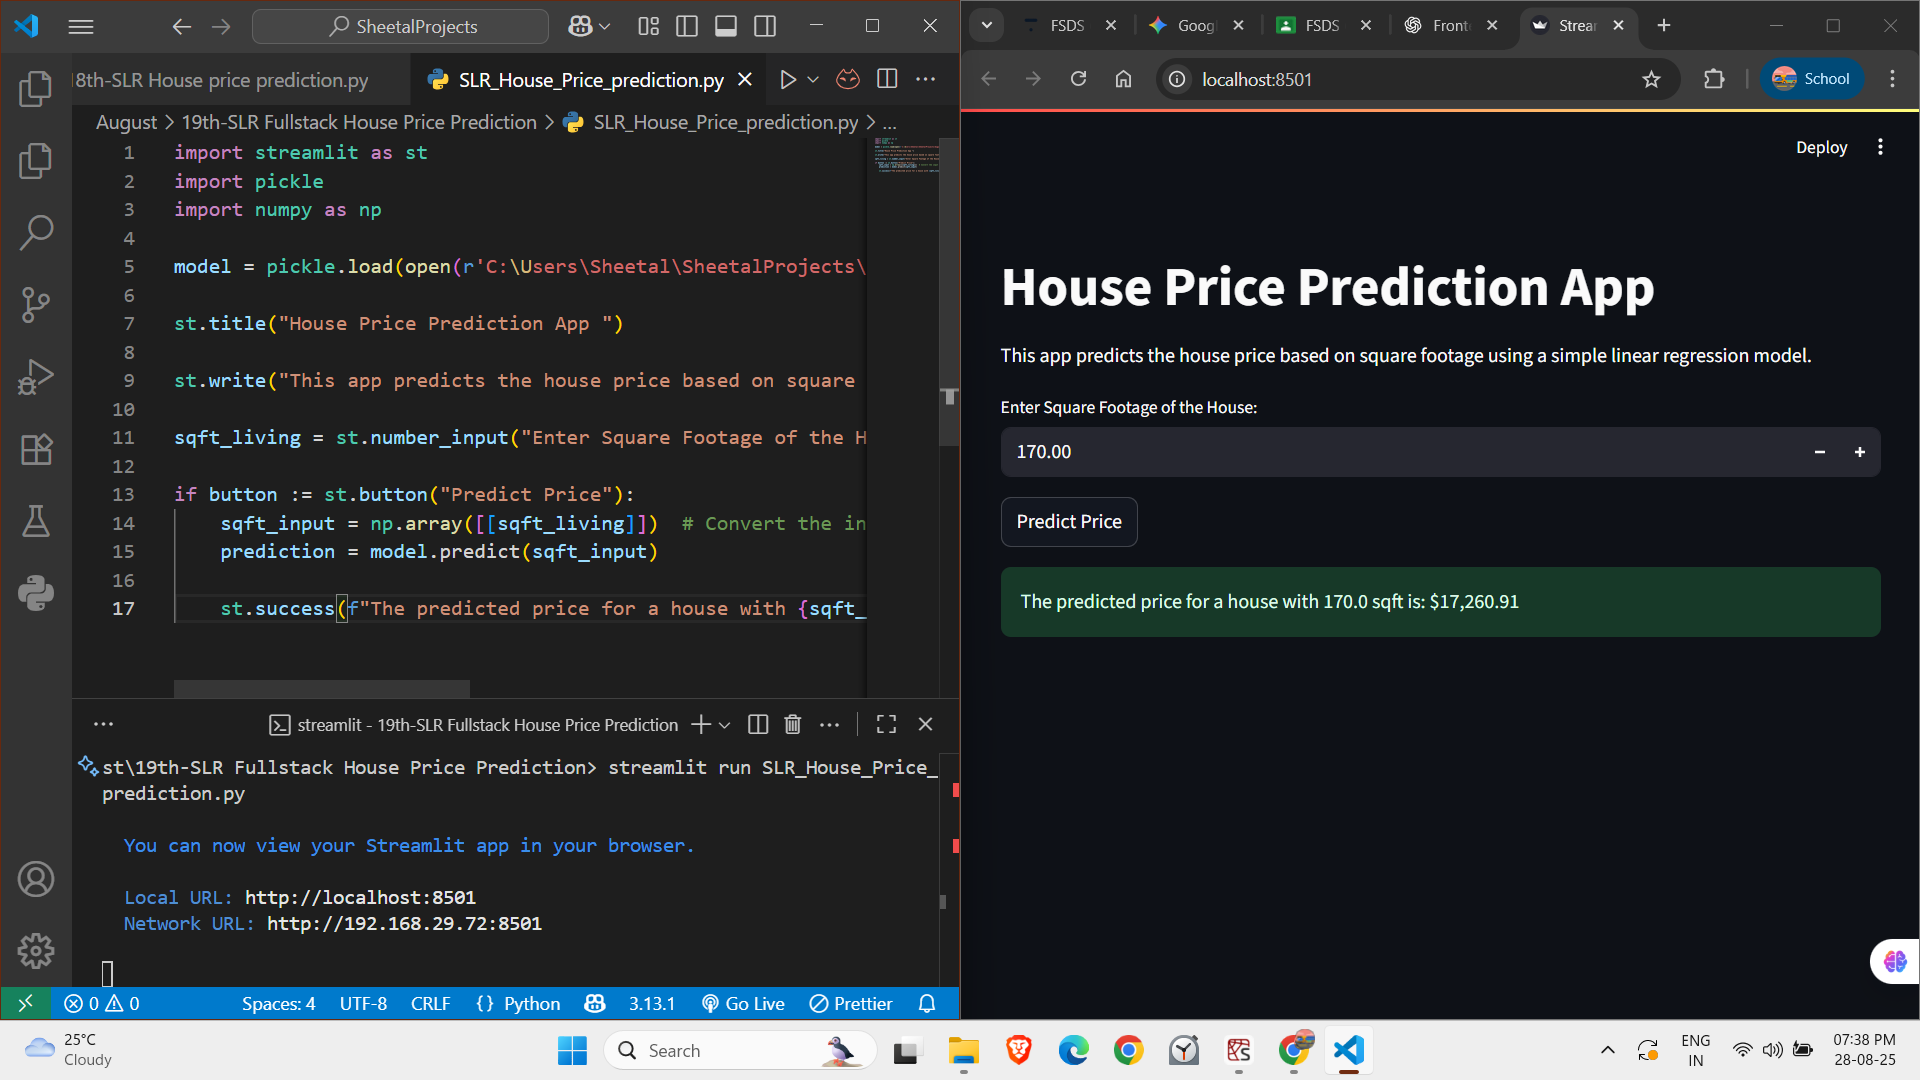 SheetalProjects
18th-SLR House price prediction.py
SLR_House_Price_prediction.py
August > 19th-SLR Fullstack House Price Prediction > SLR_House_Price_prediction.py > ...
1 import streamlit as st
2 import pickle
3 import numpy as np
4
5 model = pickle.load(open(r'C:\Users\Sheetal\SheetalProjects\
6
7 st.title("House Price Prediction App ")
8
9 st.write("This app predicts the house price based on square
10
11 sqft_living = st.number_input("Enter Square Footage of the H
12
13 if button := st.button("Predict Price"):
14 sqft_input = np.array([[sqft_living]])  # Convert the in
15 prediction = model.predict(sqft_input)
16
17 st.success(f"The predicted price for a house with {sqft_
streamlit - 19th-SLR Fullstack House Price Prediction
st\19th-SLR Fullstack House Price Prediction> streamlit run SLR_House_Price_
prediction.py
You can now view your Streamlit app in your browser.
Local URL: http://localhost:8501
Network URL: http://192.168.29.72:8501
0 0 Spaces: 4 UTF-8 CRLF {} Python 3.13.1 Go Live Prettier
FSDS Goog FSDS Front Strea
localhost:8501
School
Deploy
House Price Prediction App
This app predicts the house price based on square footage using a simple linear regression model.
Enter Square Footage of the House:
170.00
Predict Price
The predicted price for a house with 170.0 sqft is: $17,260.91
25°C
Cloudy
Search
ENG
IN
07:38 PM
28-08-25